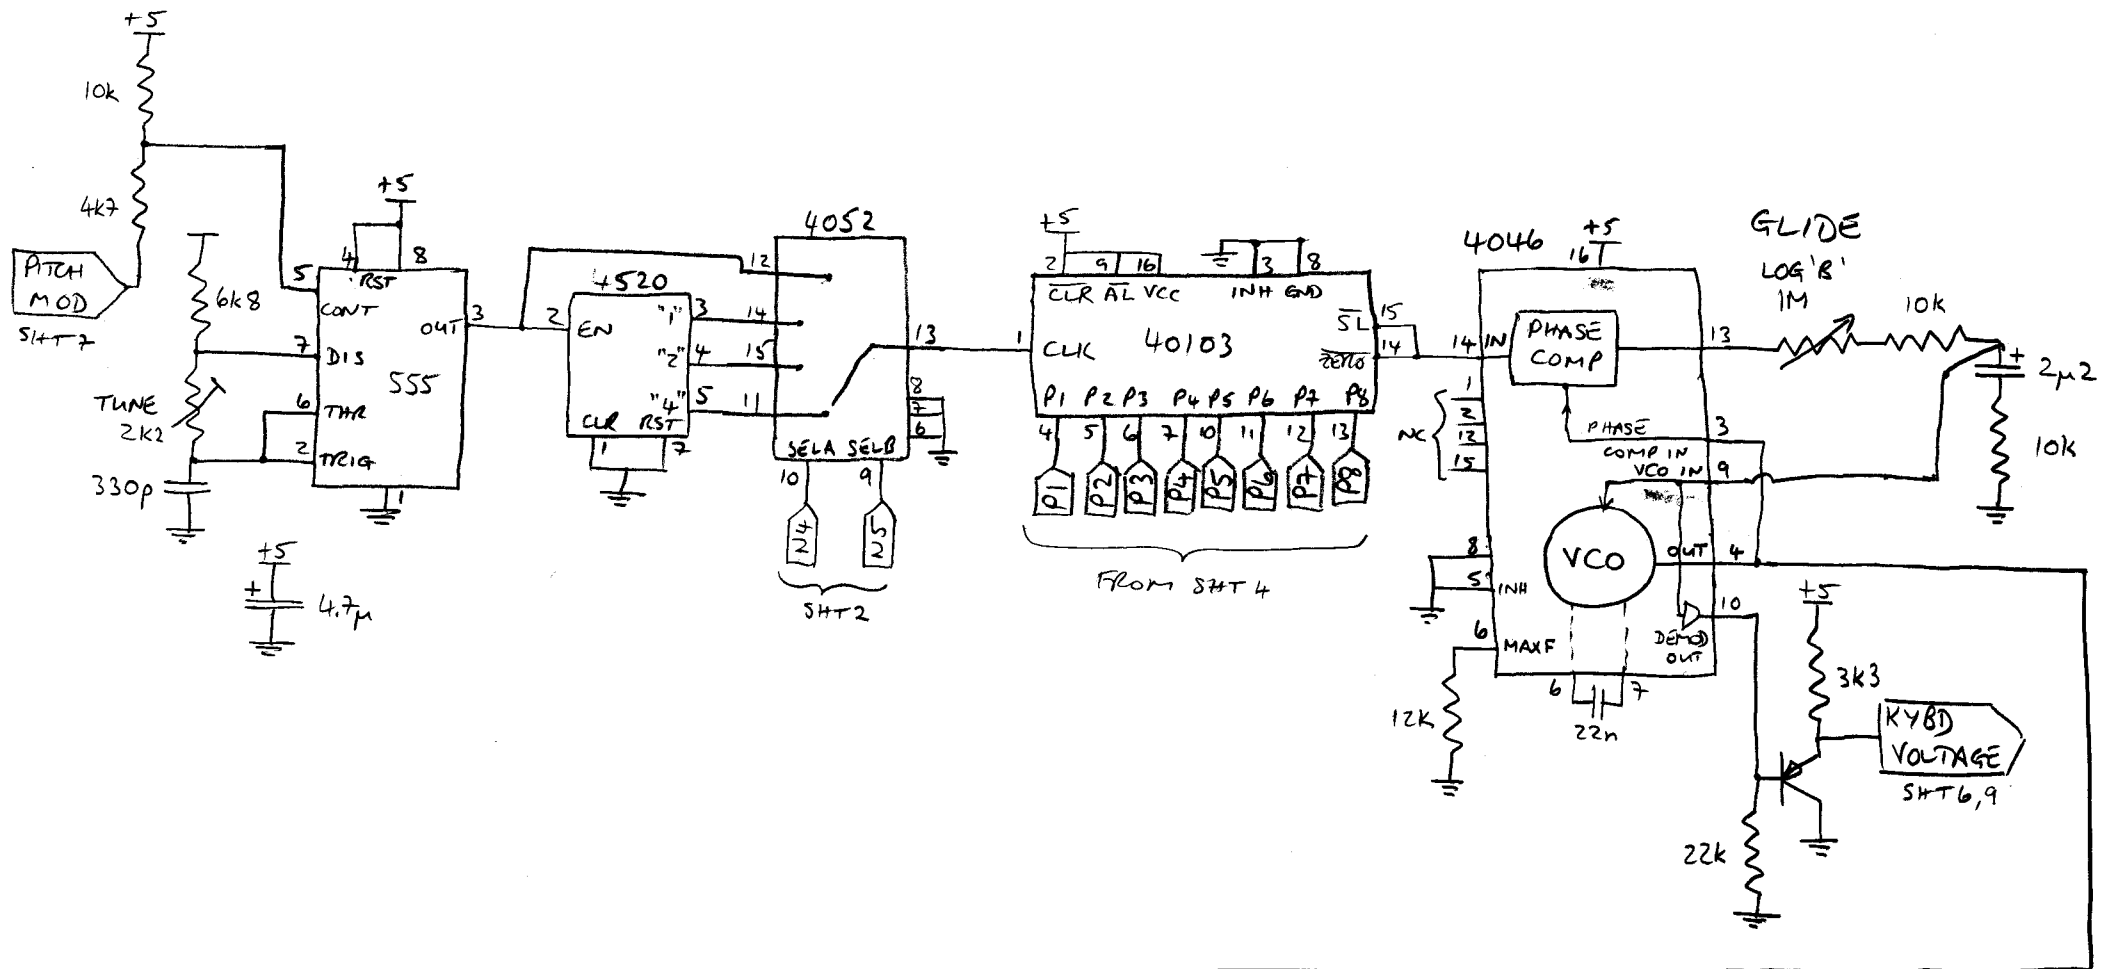 +5
10k
4k7
PITCH
MOD
SHT7
6k8
TUNE
2k2
330p
+5
+
4.7µ
+5
4
8
RST
5
CONT
7
DIS
6
THR
2
TRIG
555
OUT
3
1
4520
2
EN
"1"
3
"2"
4
"4"
5
CLR
RST
1
7
4052
12
14
15
11
13
8
7
6
SELA
SELB
10
9
24
25
SHT2
+5
2
9
16
3
8
CLR
AL
VCC
INH
GND
1
CLK
40103
SL
15
ZERO
14
P1
P2
P3
P4
P5
P6
P7
P8
4
5
6
7
10
11
12
13
P1
P2
P3
P4
P5
P6
P7
P8
FROM SHT 4
4046
+5
16
14
IN
PHASE
COMP
13
NC
1
2
12
15
PHASE
COMP IN
3
VCO IN
9
VCO
OUT
4
8
5
INH
6
MAXF
12k
6
7
22n
DEMOD
OUT
10
GLIDE
LOG 'B'
1M
10k
+
2µ2
10k
+5
3k3
KYBD
VOLTAGE
SHT6,9
22k